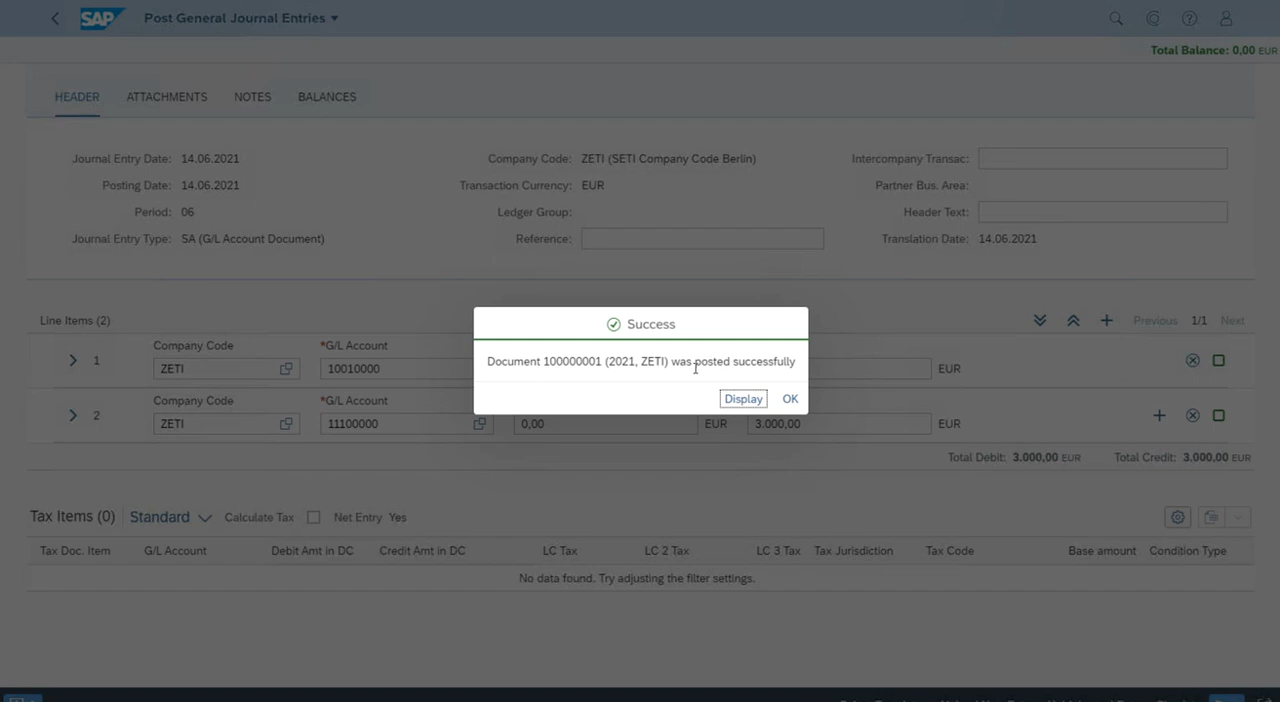 SAP Post General Journal Entries
Total Balance: 0,00 EUR
HEADER ATTACHMENTS NOTES BALANCES
Journal Entry Date: 14.06.2021 Company Code: ZETI (SETI Company Code Berlin) Intercompany Transac:
Posting Date: 14.06.2021 Transaction Currency: EUR Partner Bus. Area:
Period: 06 Ledger Group: Header Text:
Journal Entry Type: SA (G/L Account Document) Reference: Translation Date: 14.06.2021
Success
Document 100000001 (2021, ZETI) was posted successfully
Display OK
Line Items (2) Previous 1/1 Next
Company Code *G/L Account
1 ZETI 10010000 EUR
Company Code *G/L Account
2 ZETI 11100000 0,00 EUR 3.000,00 EUR
Total Debit: 3.000,00 EUR Total Credit: 3.000,00 EUR
Tax Items (0) Standard Calculate Tax Net Entry Yes
Tax Doc. Item G/L Account Debit Amt in DC Credit Amt in DC LC Tax LC 2 Tax LC 3 Tax Tax Jurisdiction Tax Code Base amount Condition Type
No data found. Try adjusting the filter settings.